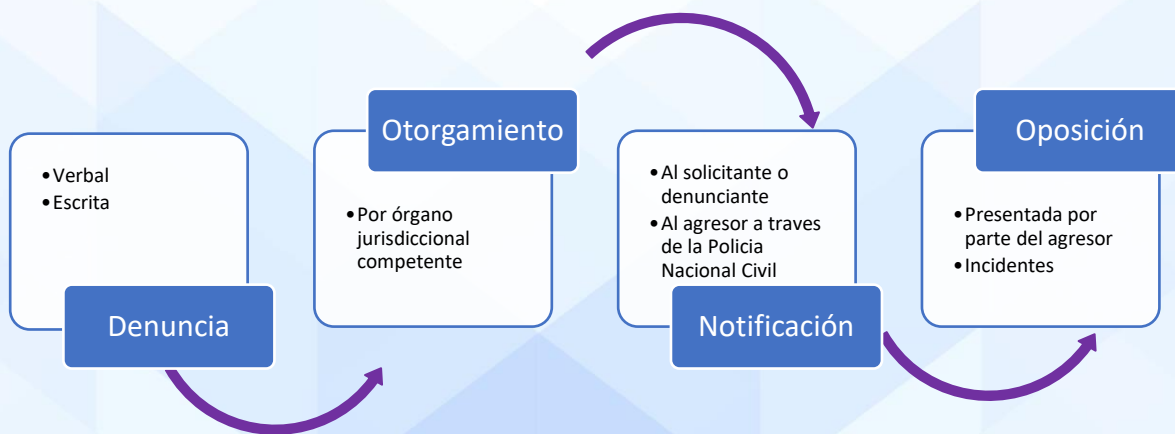 •Verbal
•Escrita
Denuncia
Otorgamiento
•Por órgano
jurisdiccional
competente
•Al solicitante o
denunciante
•Al agresor a traves
de la Policia
Nacional Civil
Notificación
Oposición
•Presentada por
parte del agresor
•Incidentes